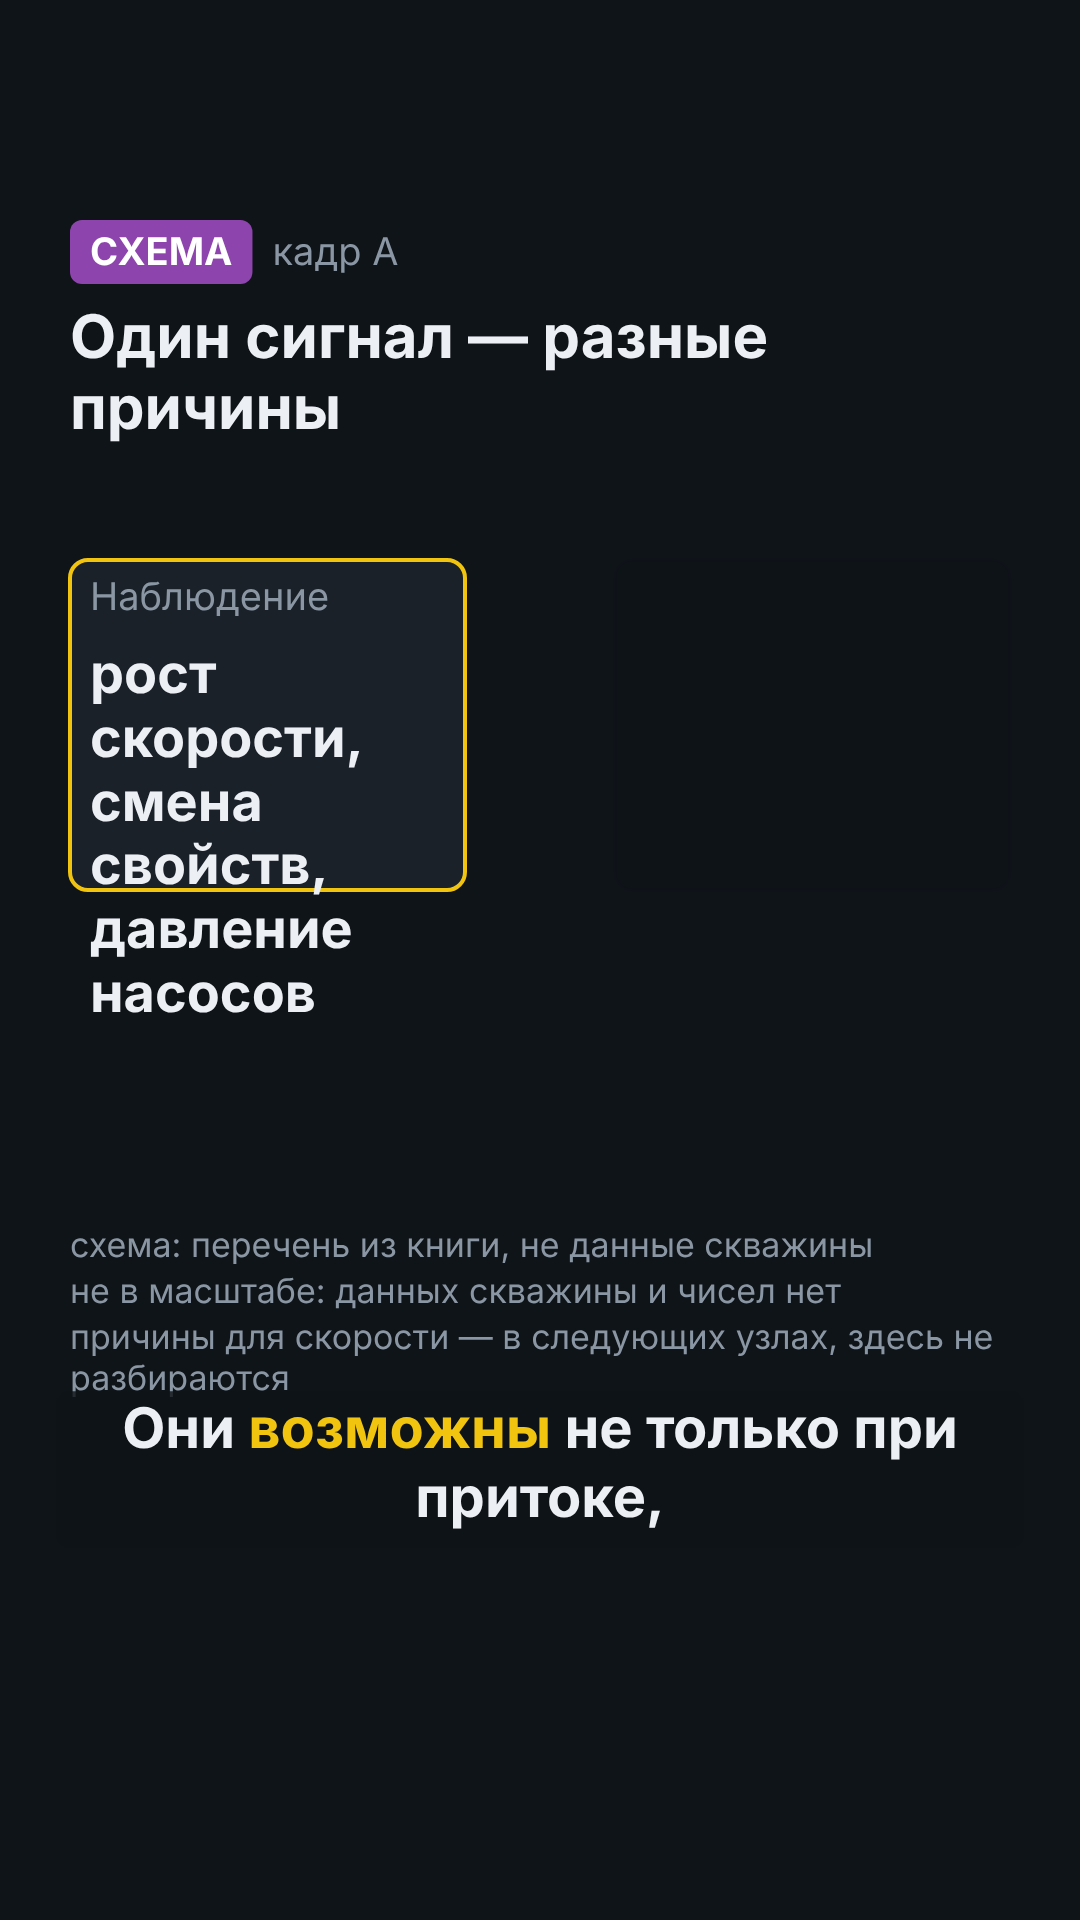 СХЕМА кадр А
Один сигнал — разные
причины
Наблюдение
рост
скорости,
смена
свойств,
давление
насосов
схема: перечень из книги, не данные скважины
не в масштабе: данных скважины и чисел нет
причины для скорости — в следующих узлах, здесь не
разбираются
Они возможны не только при
притоке,